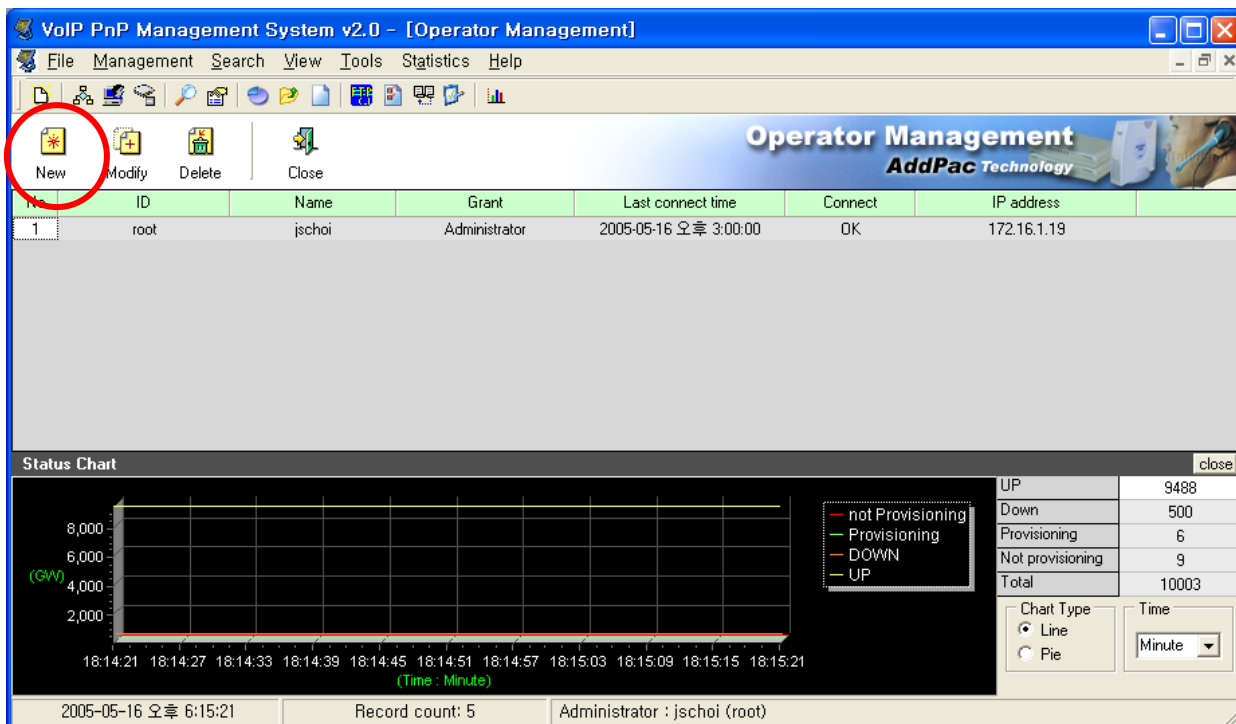 VoIP PnP Management System v2.0 - [Operator Management]
File Management Search View Tools Statistics Help
New Modify Delete Close
Operator Management
AddPac Technology
No ID Name Grant Last connect time Connect IP address
1 root jschoi Administrator 2005-05-16 오후 3:00:00 OK 172.16.1.19
Status Chart close
8,000
6,000
(GW)
4,000
2,000
18:14:21 18:14:27 18:14:33 18:14:39 18:14:45 18:14:51 18:14:57 18:15:03 18:15:09 18:15:15 18:15:21
(Time : Minute)
not Provisioning
Provisioning
DOWN
UP
UP 9488
Down 500
Provisioning 6
Not provisioning 9
Total 10003
Chart Type Time
Line
Minute
Pie
2005-05-16 오후 6:15:21 Record count: 5 Administrator : jschoi (root)